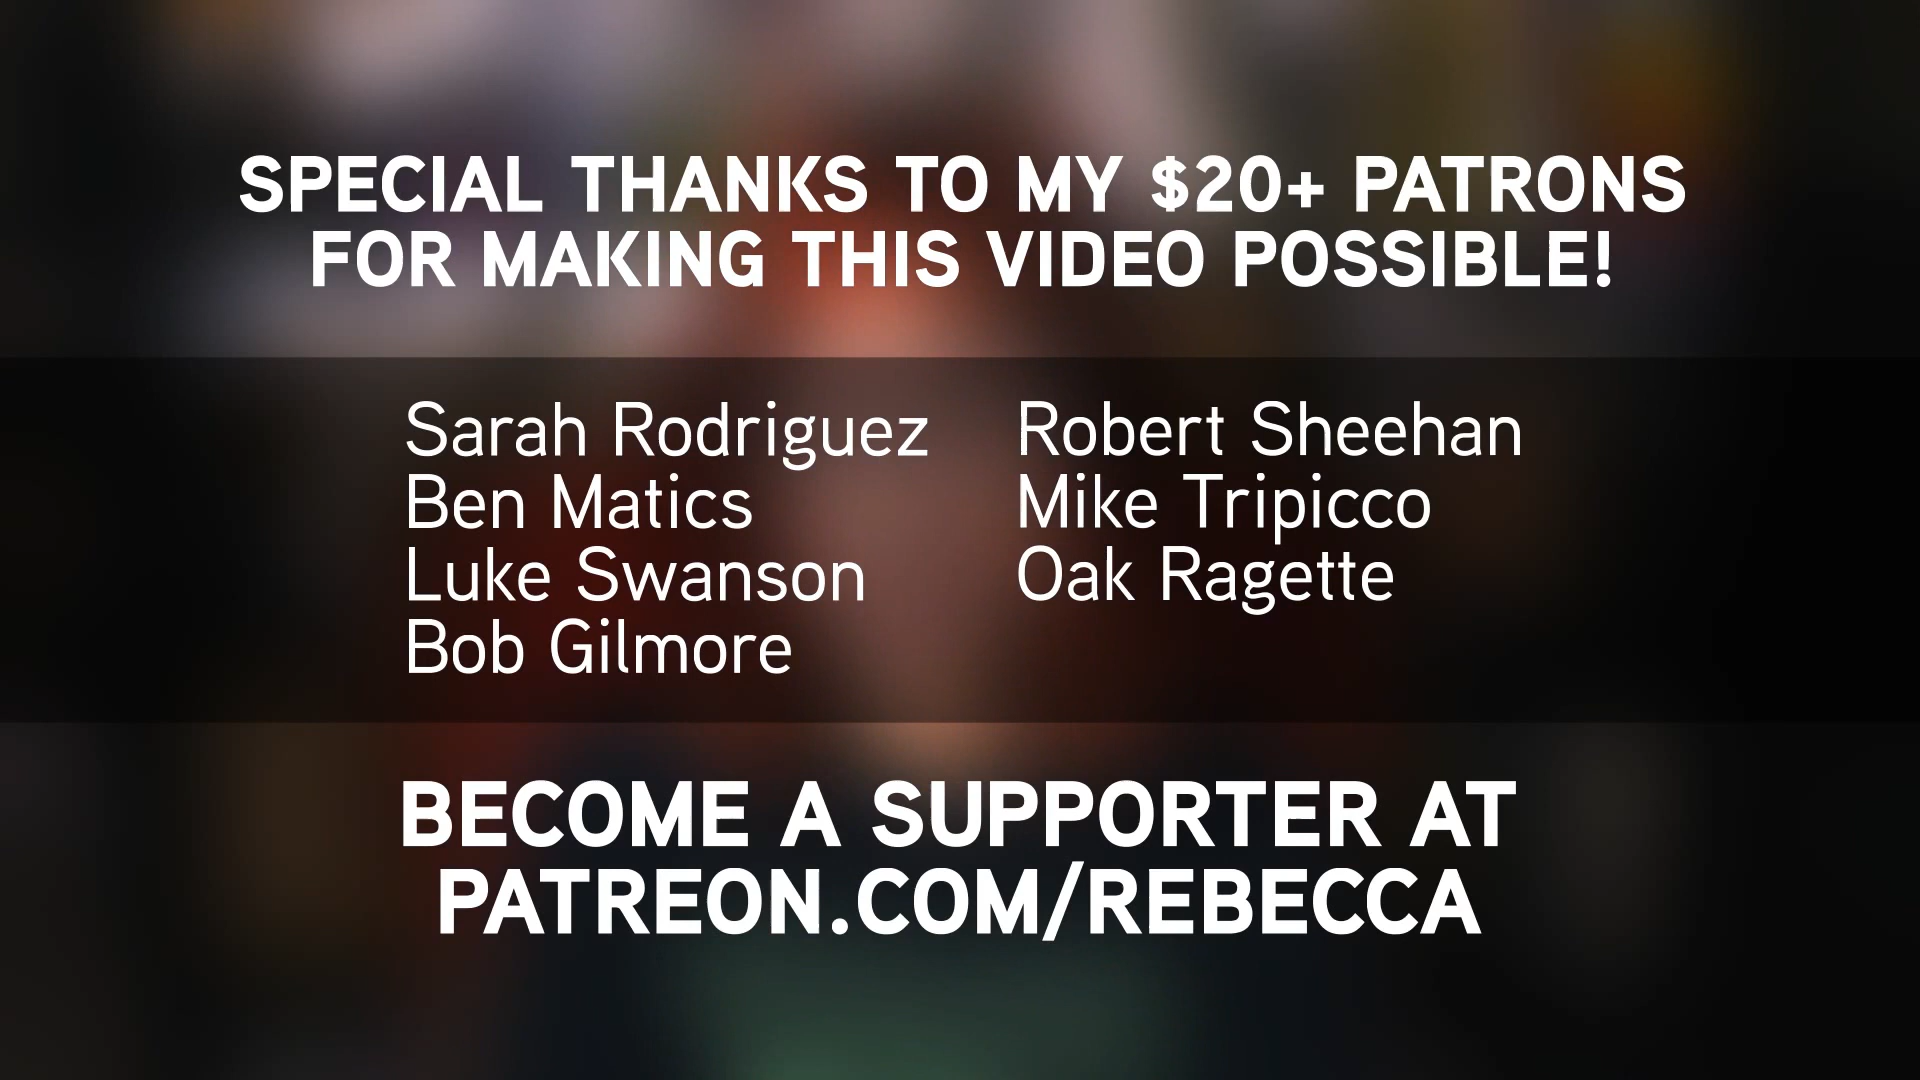 SPECIAL THANKS TO MY $20+ PATRONS
FOR MAKING THIS VIDEO POSSIBLE!
Sarah Rodriguez
Ben Matics
Luke Swanson
Bob Gilmore
Robert Sheehan
Mike Tripicco
Oak Ragette
BECOME A SUPPORTER AT
PATREON.COM/REBECCA